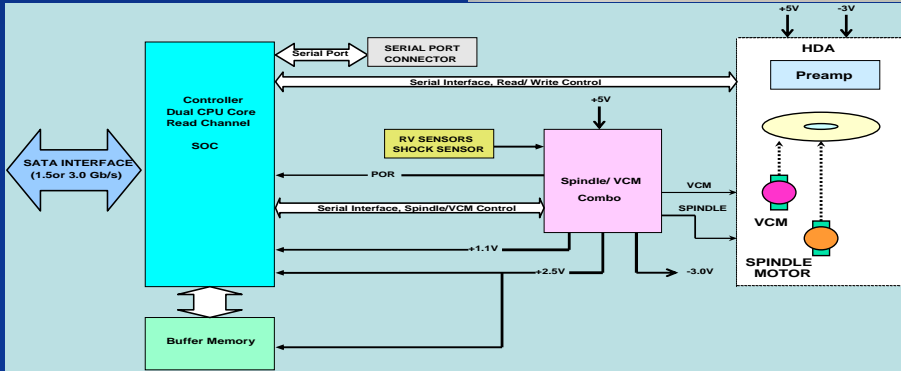 +5V
-3V
HDA
Preamp
Serial Port
SERIAL PORT
CONNECTOR
Serial Interface, Read/ Write Control
Controller
Dual CPU Core
Read Channel
SOC
+5V
RV SENSORS
SHOCK SENSOR
SATA INTERFACE
(1.5or 3.0 Gb/s)
POR
Spindle/ VCM
Combo
VCM
SPINDLE
Serial Interface, Spindle/VCM Control
VCM
+1.1V
+2.5V
-3.0V
SPINDLE
MOTOR
Buffer Memory